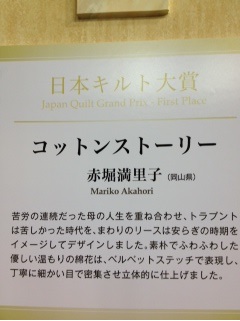 日本キルト大賞
Japan Quilt Grand Prix - First Place
コットンストーリー
赤堀満里子（岡山県）
Mariko Akahori
苦労の連続だった母の人生を重ね合わせ、トラプント
は苦しかった時代を、まわりのリースは安らぎの時期を
イメージしてデザインしました。素朴でふわふわした
優しい温もりの綿花は、ベルベットステッチで表現し、
丁寧に細かい目で密集させ立体的に仕上げました。